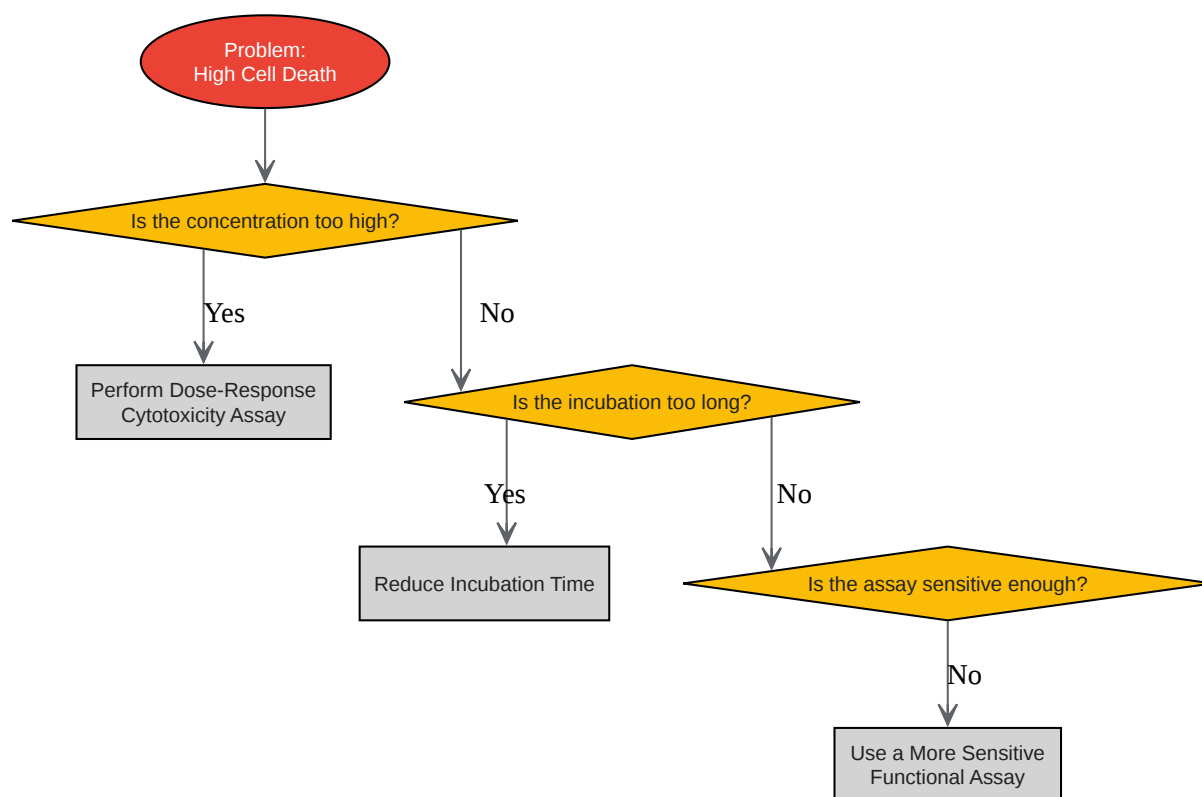 Problem:
High Cell Death
Is the concentration too high?
Yes
No
Perform Dose-Response
Cytotoxicity Assay
Is the incubation too long?
Yes
No
Reduce Incubation Time
Is the assay sensitive enough?
No
Use a More Sensitive
Functional Assay